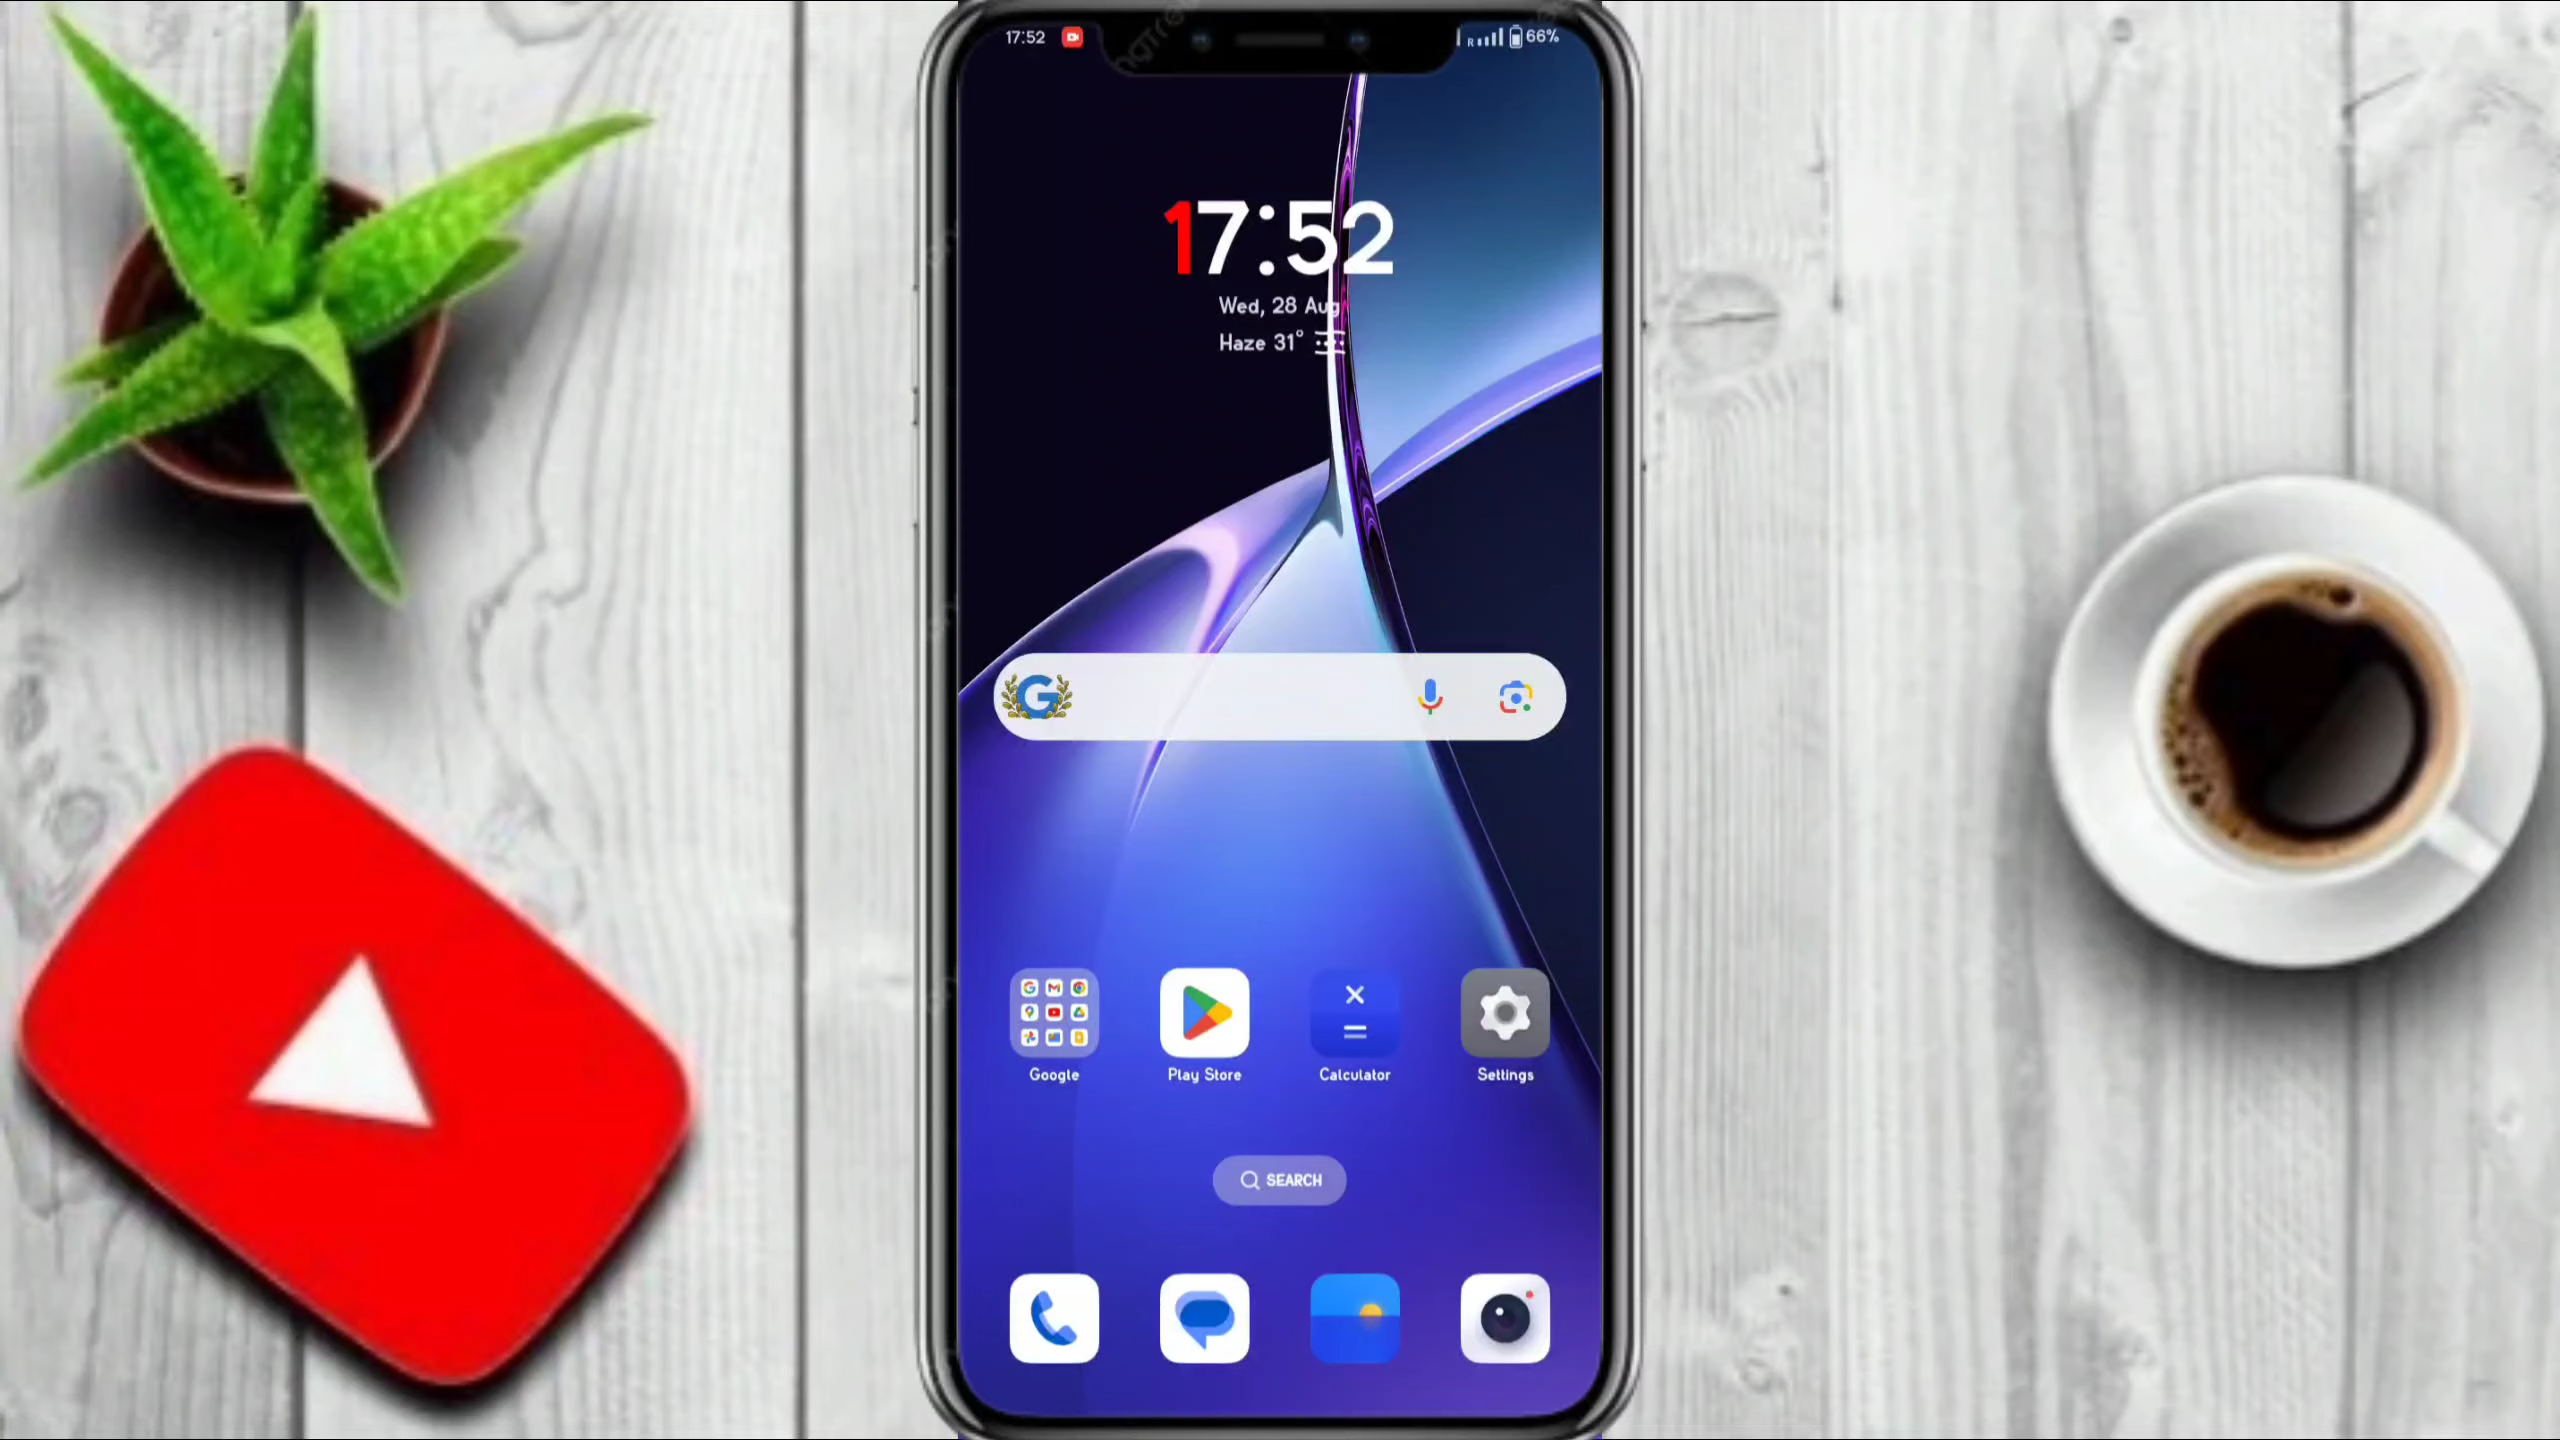 17:52
R
66%
17:52
Wed, 28 Aug
Haze 31°
Google
Play Store
Calculator
Settings
SEARCH